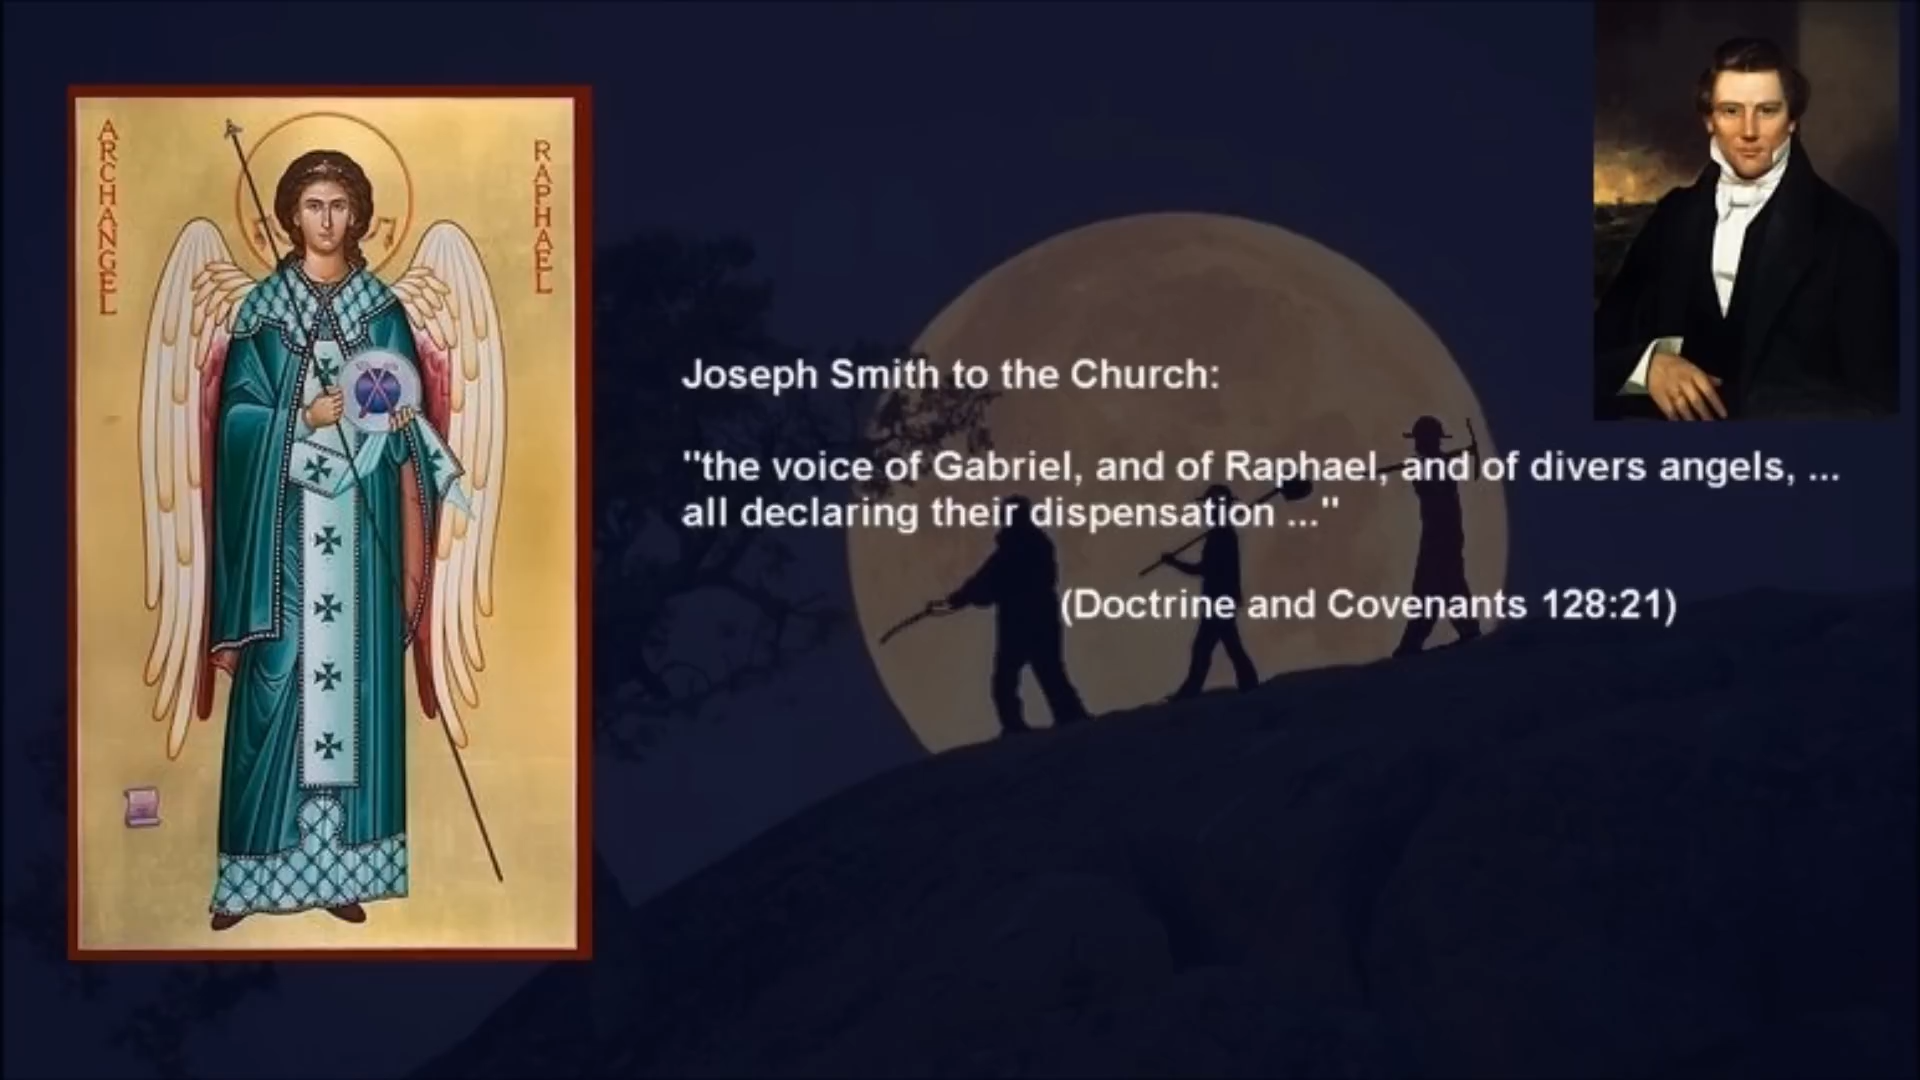 ARCHANGEL
RAPHAEL
Joseph Smith to the Church:
"the voice of Gabriel, and of Raphael, and of divers angels, ...
all declaring their dispensation ..."
(Doctrine and Covenants 128:21)